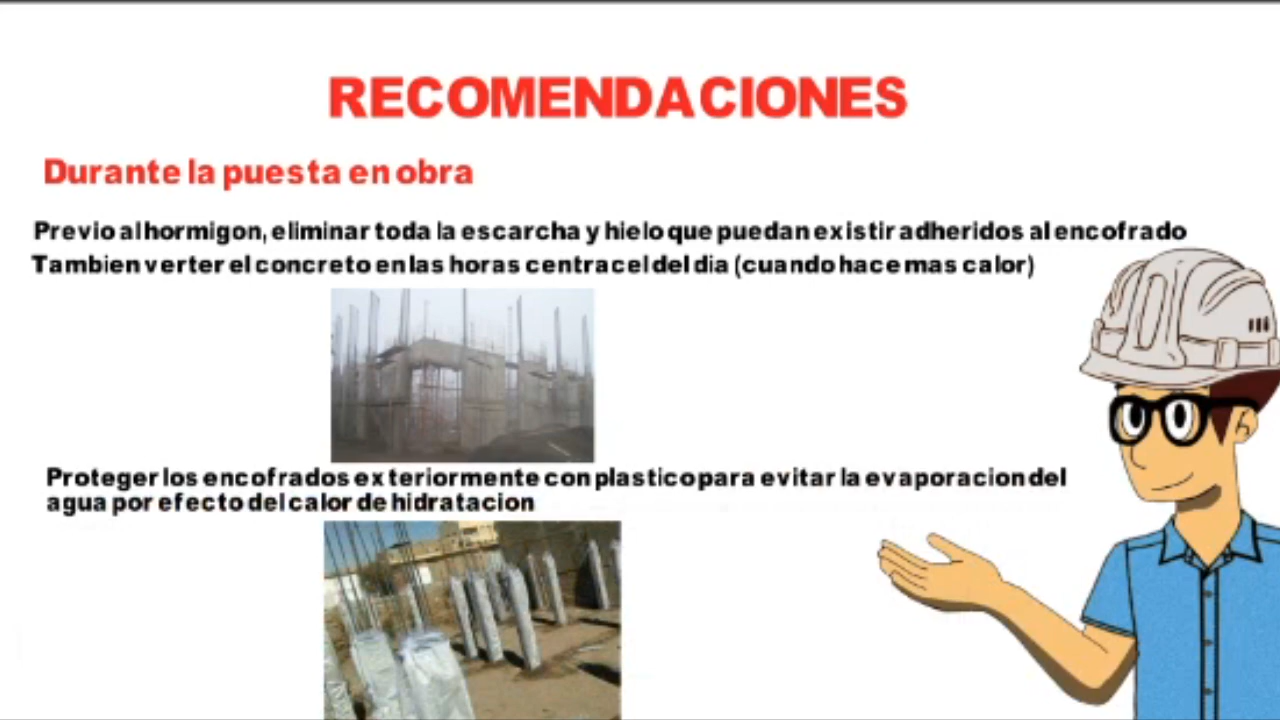 RECOMENDACIONES
Durante la puesta en obra
Previo al hormigon, eliminar toda la escarcha y hielo que puedan existir adheridos al encofrado
Tambien verter el concreto en las horas centracel del dia (cuando hace mas calor)
Proteger los encofrados exteriormente con plastico para evitar la evaporacion del
agua por efecto del calor de hidratacion